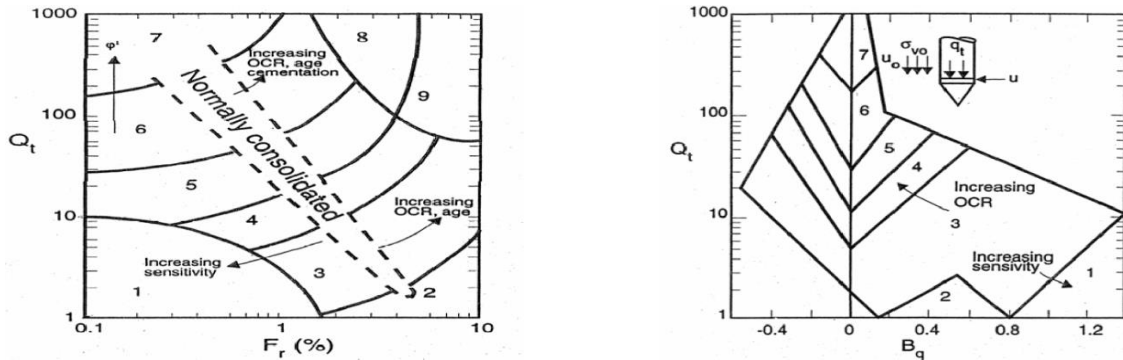 1000
7
8
φ'
Increasing
OCR, age
cementation
9
100
Normally consolidated
6
Qt
5
10
4
Increasing
OCR, age
Increasing
sensitivity
3
1
2
1
0.1
1
10
Fr (%)
1000
7
σvo
qt
uo
u
100
6
5
Qt
4
10
Increasing
OCR
3
Increasing
sensivity
1
2
1
-0.4
0
0.4
0.8
1.2
Bq